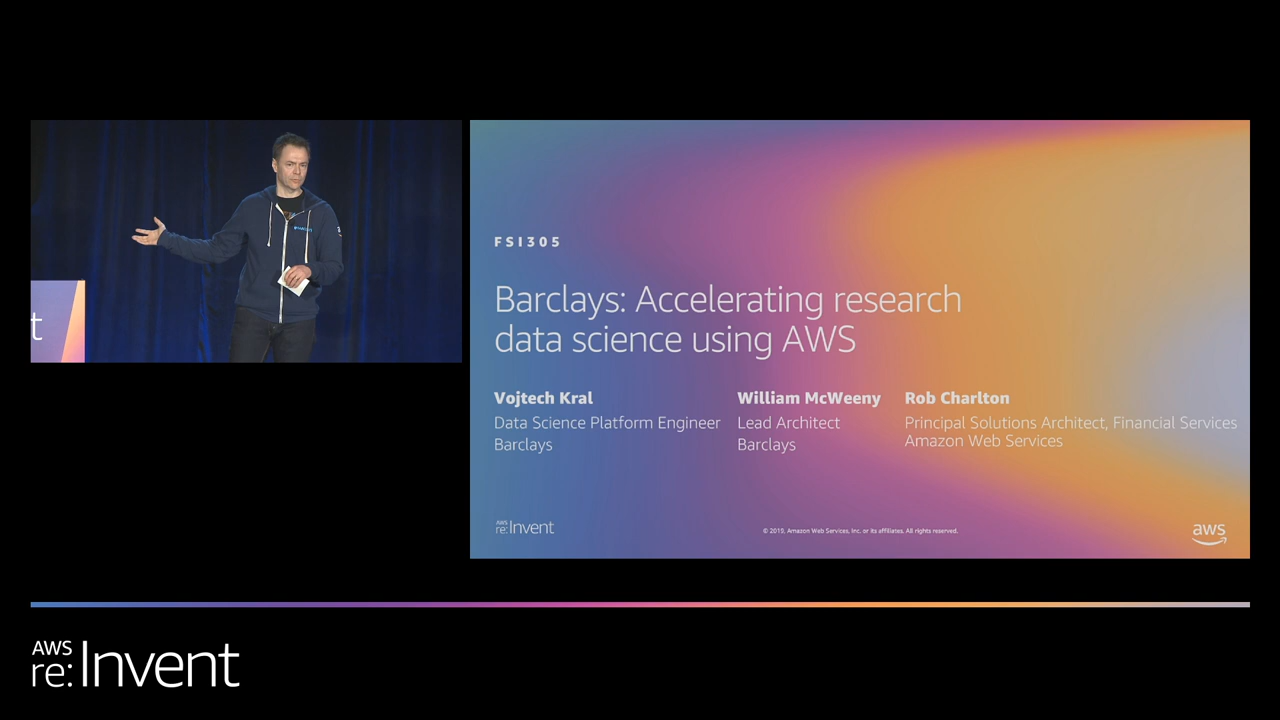 t
FSI305
Barclays: Accelerating research
data science using AWS
Vojtech Kral
Data Science Platform Engineer
Barclays
William McWeeny
Lead Architect
Barclays
Rob Charlton
Principal Solutions Architect, Financial Services
Amazon Web Services
AWS
re:Invent
© 2019, Amazon Web Services, Inc. or its affiliates. All rights reserved.
aws
AWS
re:Invent